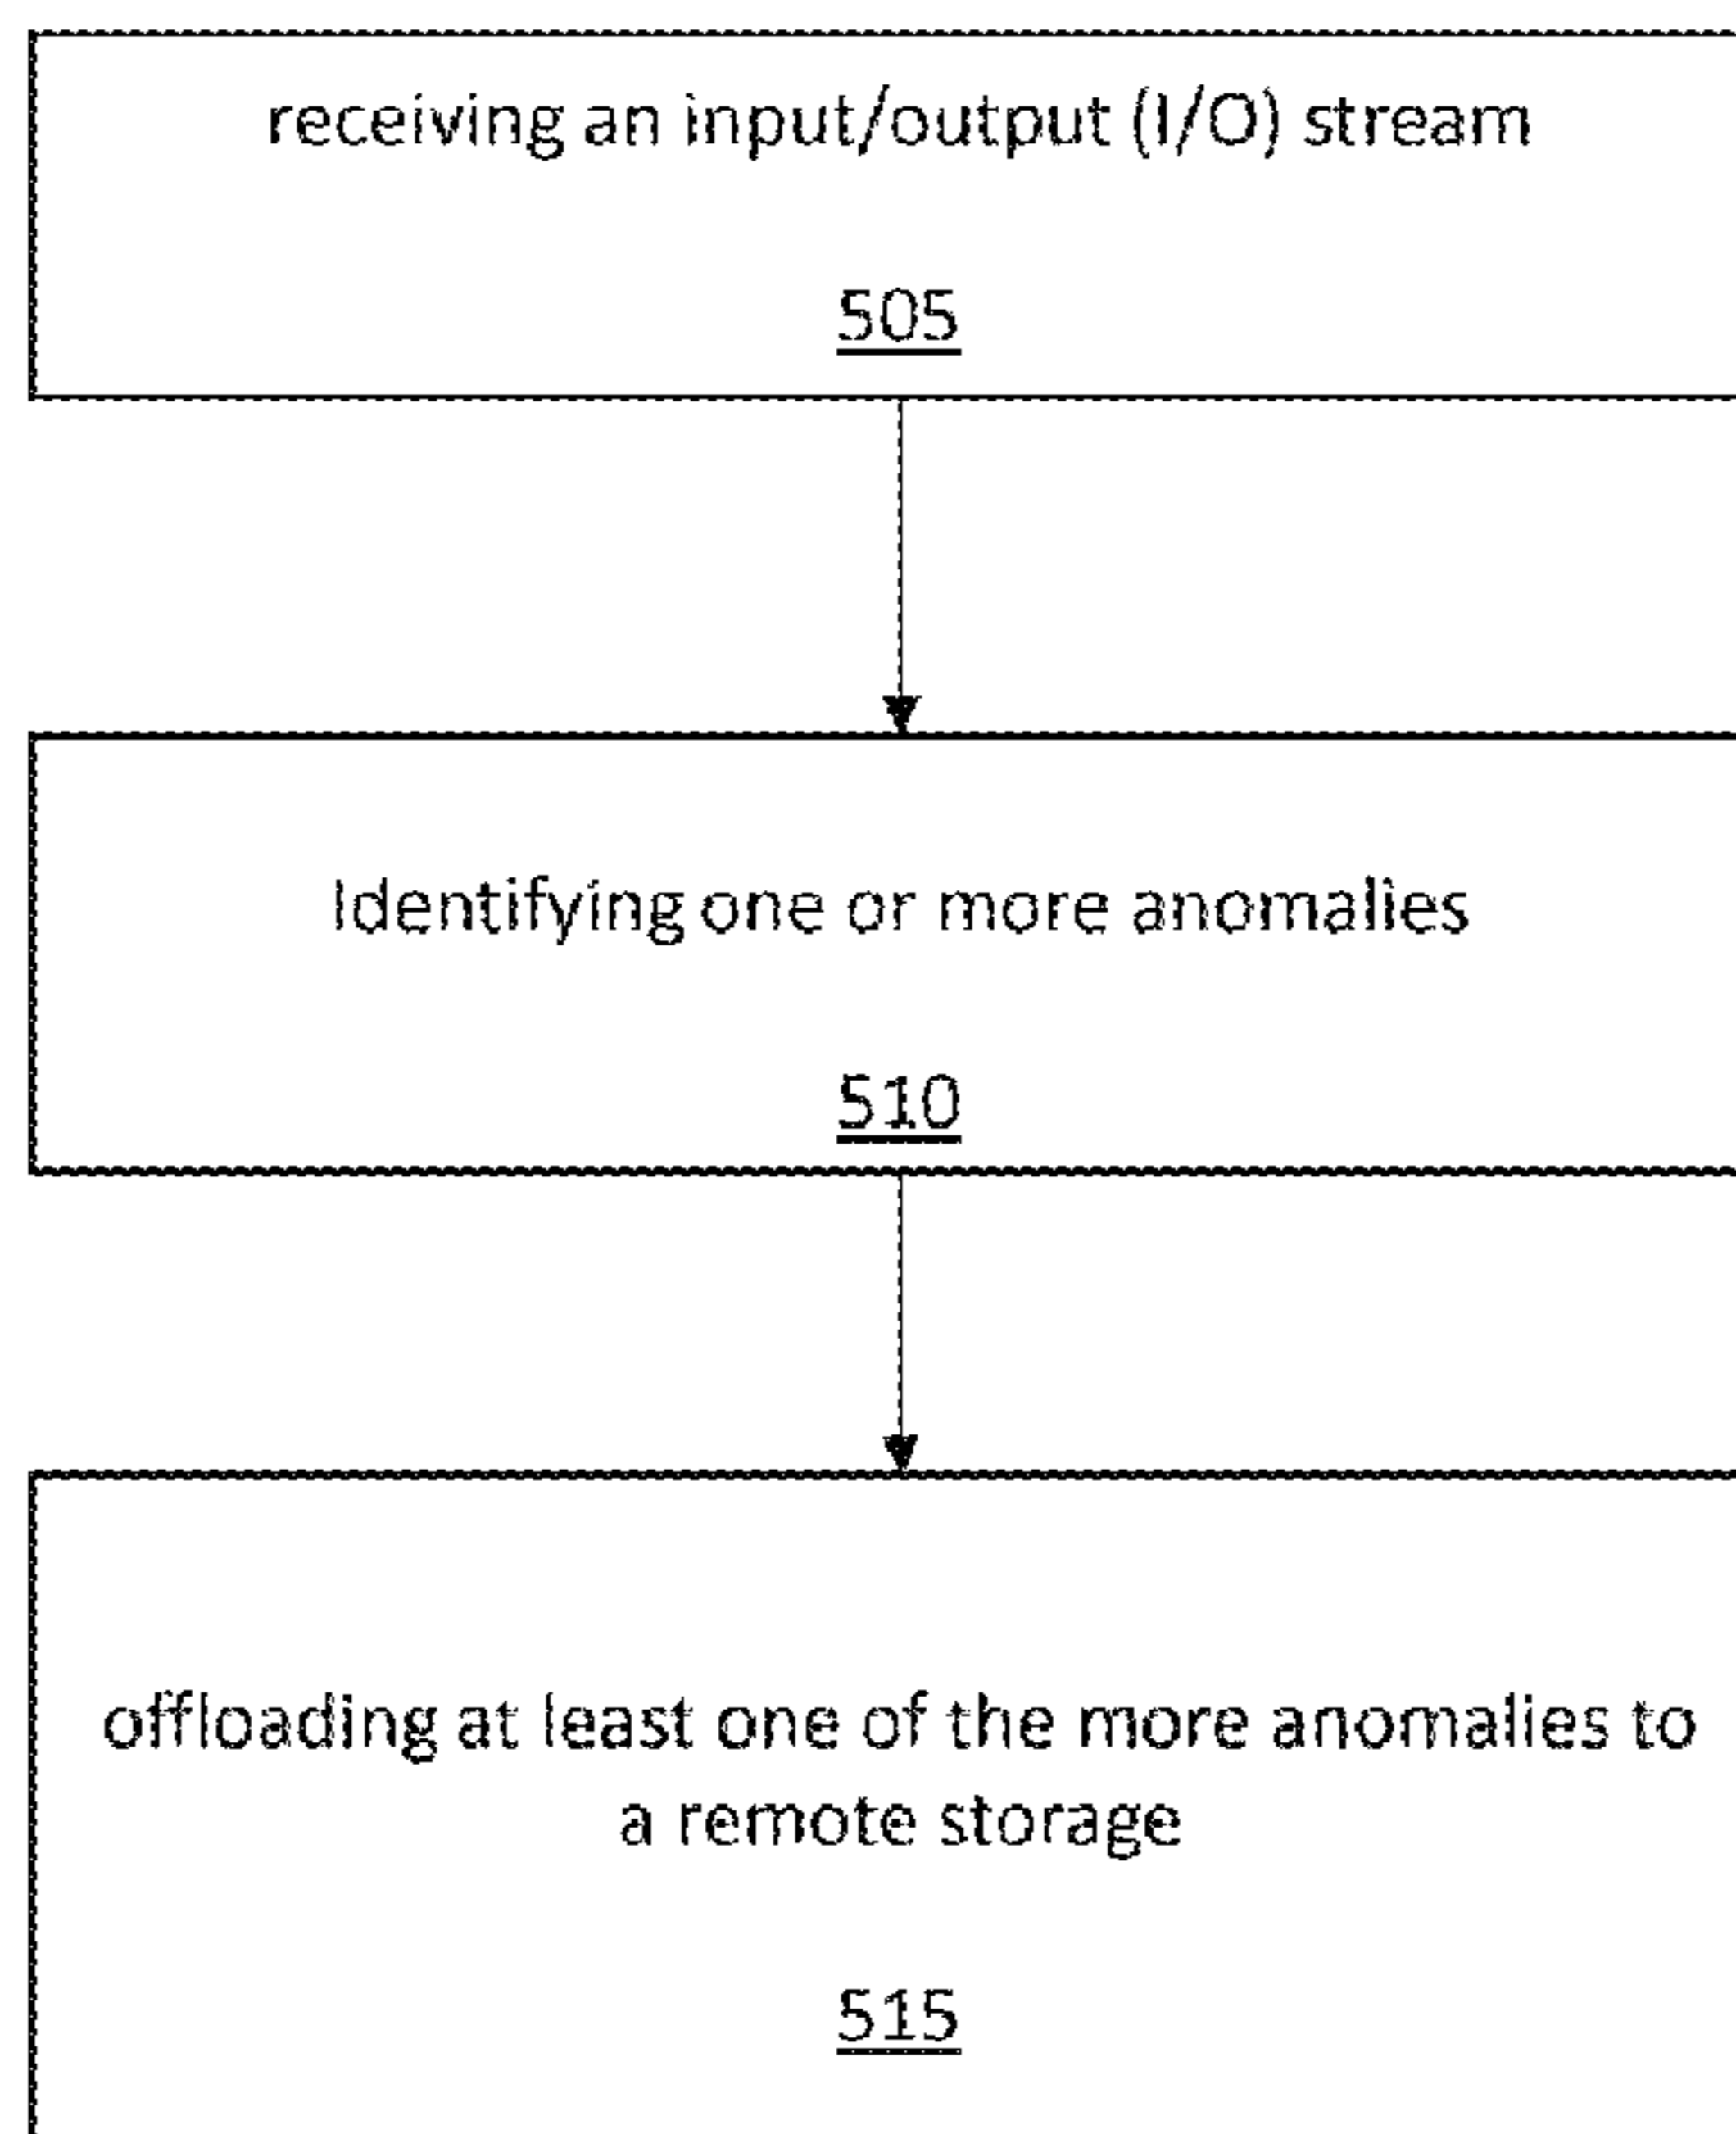 receiving an input/output (I/O) stream
505
Identifying one or more anomalies
510
offloading at least one of the more anomalies to
a remote storage
515